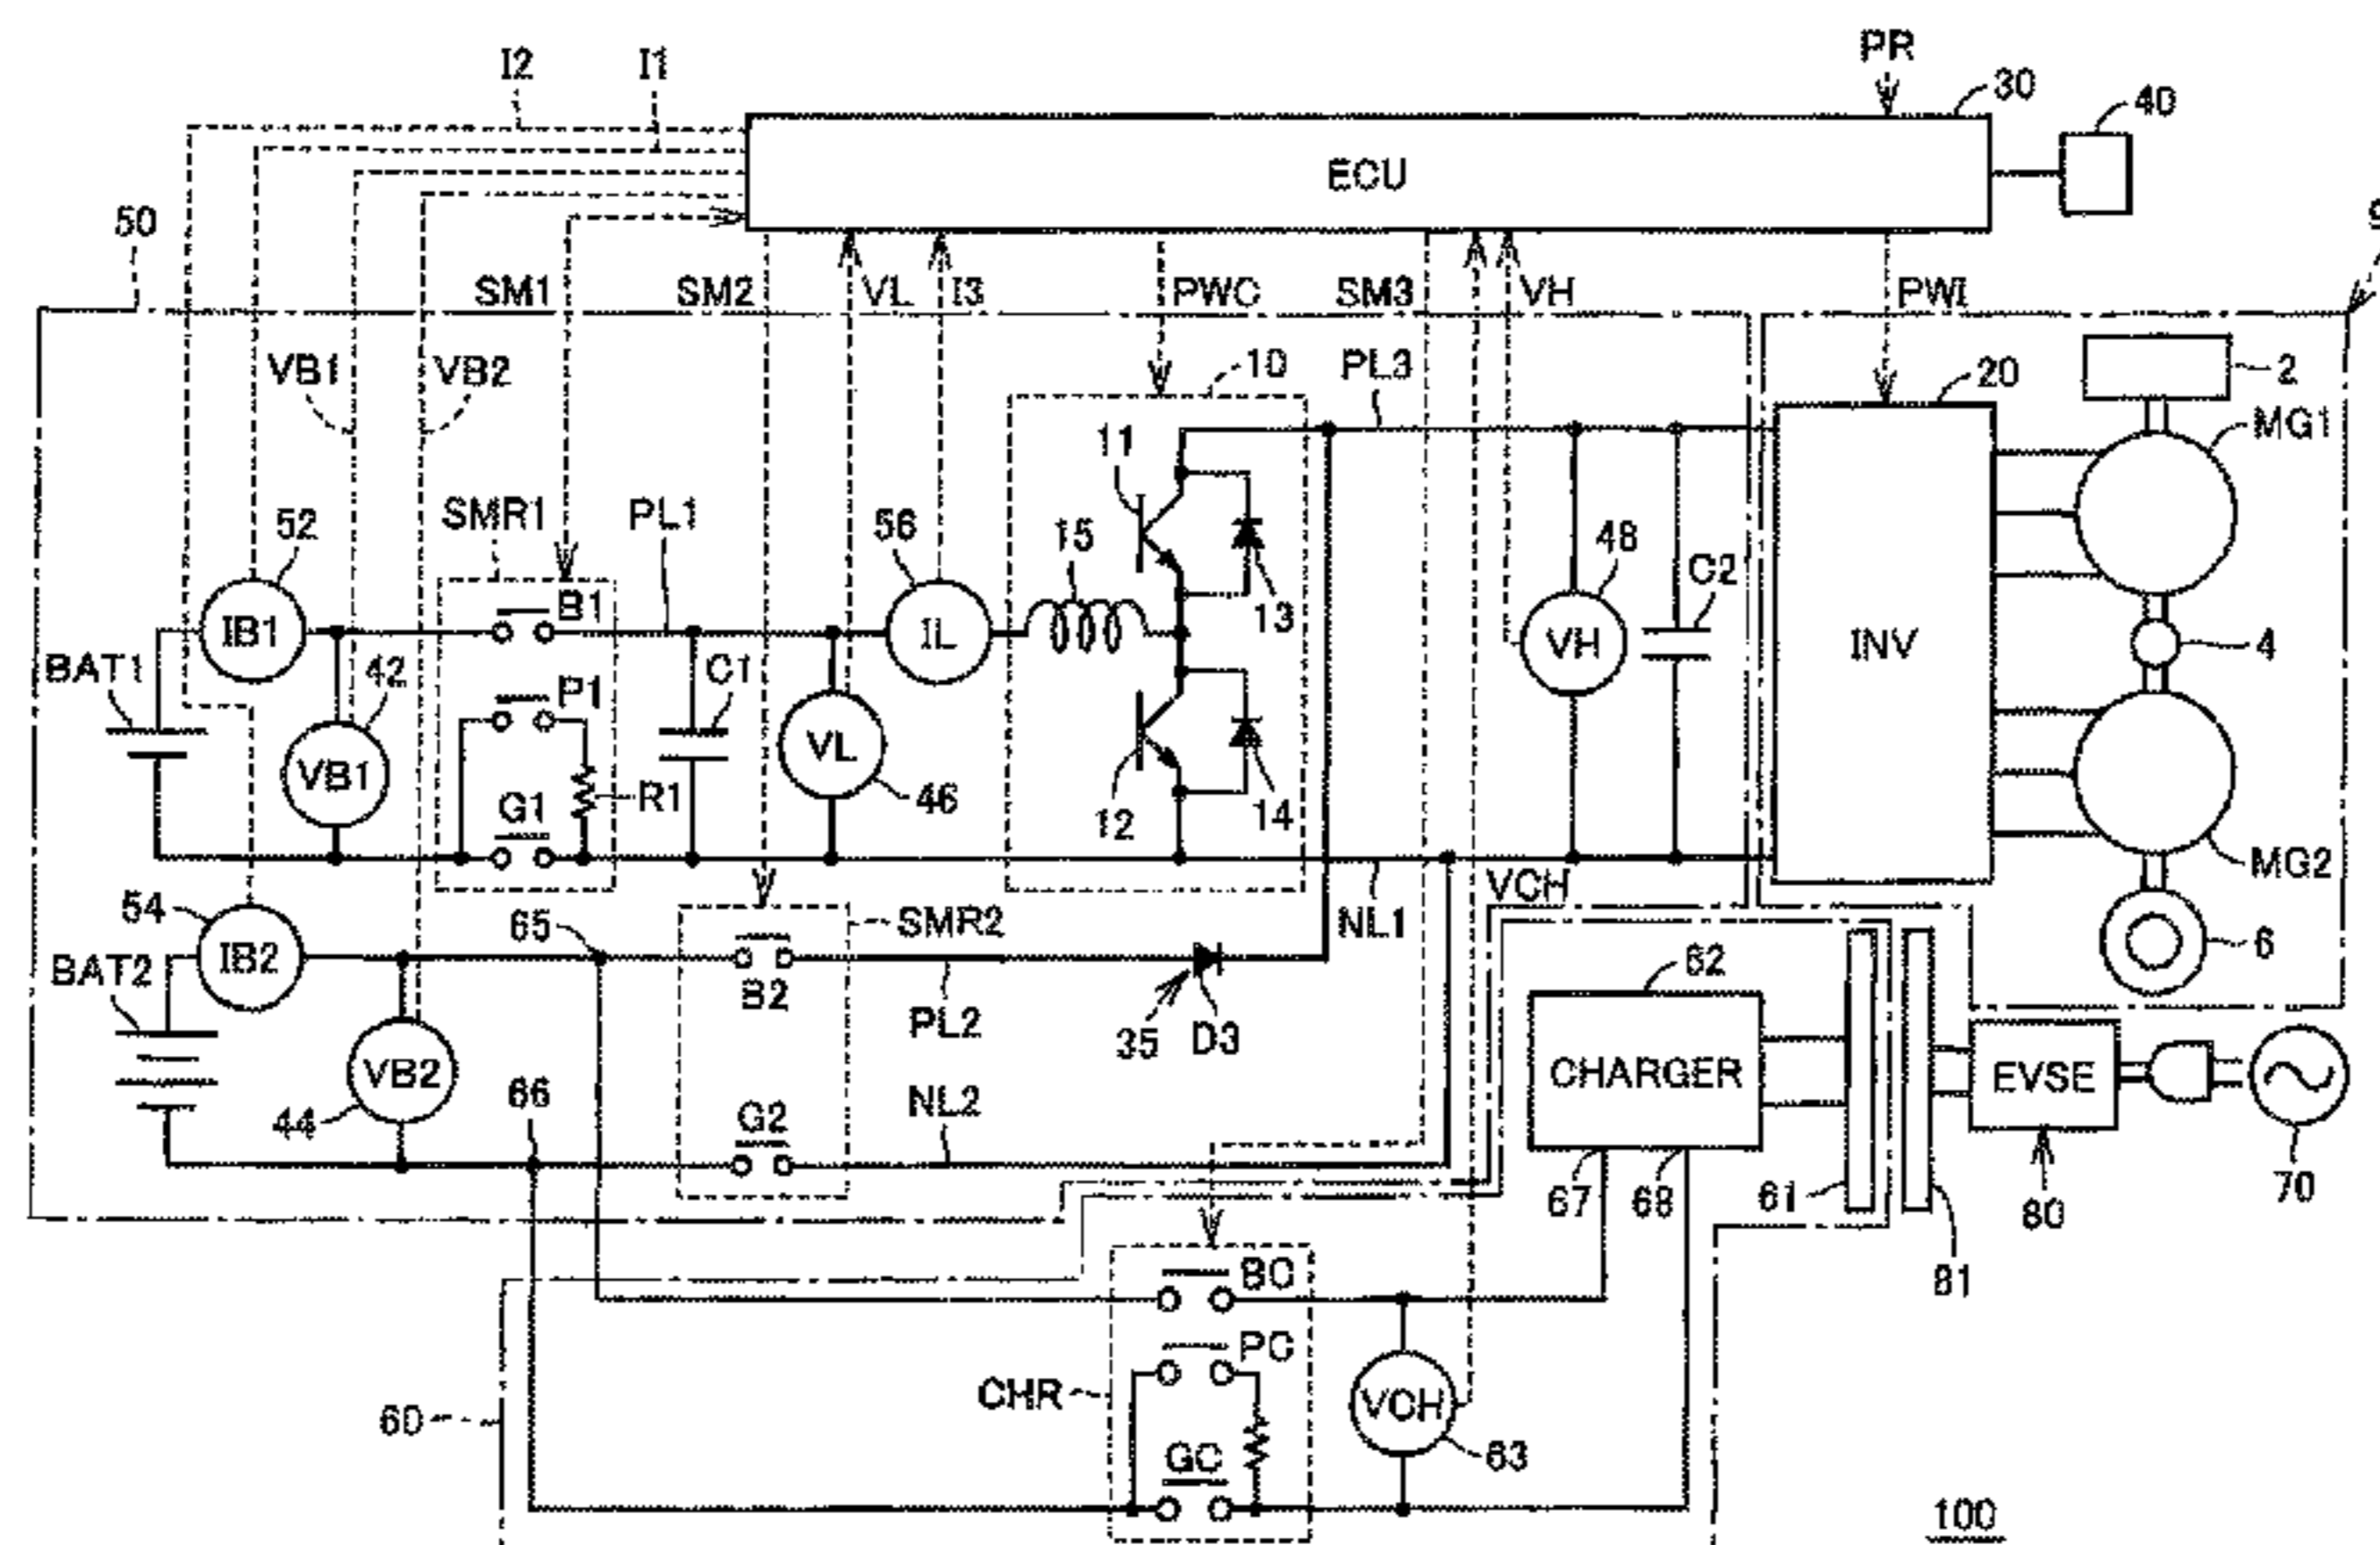 I2 I1 PR
30 40
ECU
50 9
SM1 SM2 VL I3 PWC SM3 VH PWI
VB1 VB2 10 PL3 20 2
11 MG1
SMR1 PL1 56 15 48 C2
52 13
IB1 B1 IL VH INV 4
BAT1 42 P1 C1
VB1 VL 14
G1 R1 46 12 MG2
VCH
54 65 SMR2 NL1
IB2 6
BAT2 B2 62
PL2 35 D3
VB2 CHARGER EVSE
44 66 G2 NL2
67 68 61 80 70
81
BC
PC
CHR VCH
60
GC 63
100